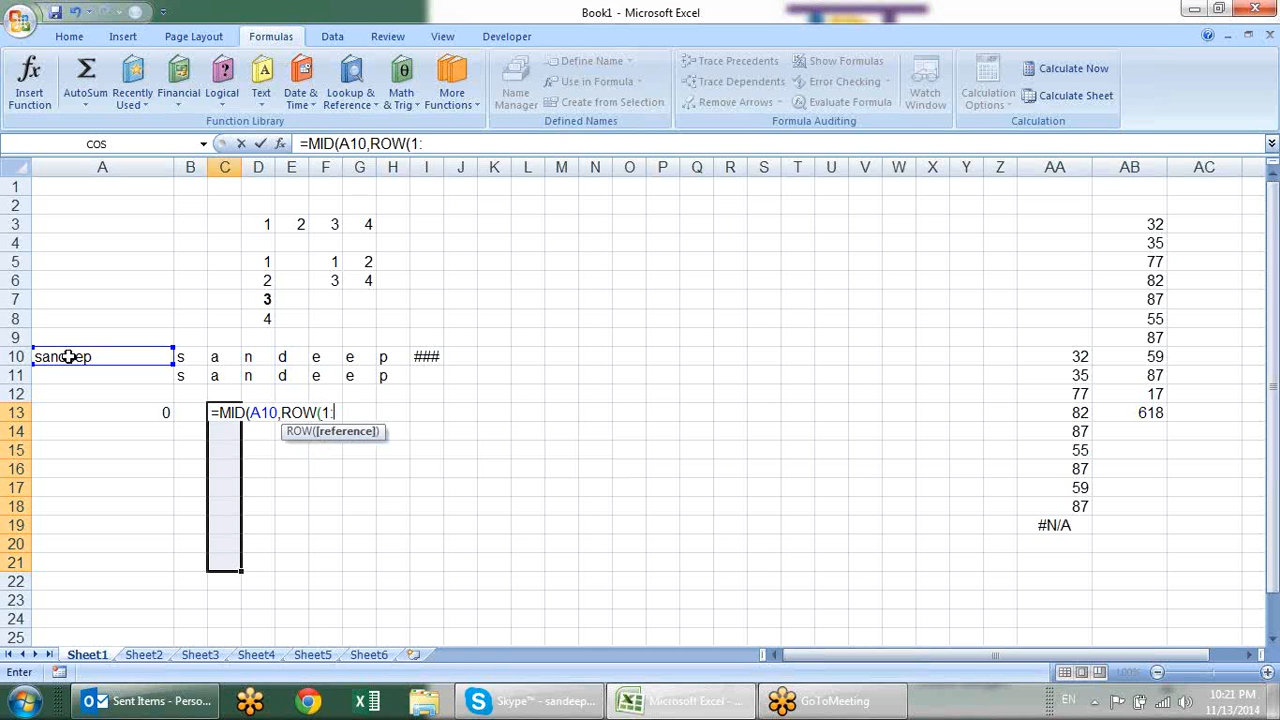 Book1 - Microsoft Excel
Home Insert Page Layout Formulas Data Review View Developer
Insert Function
AutoSum
Recently Used
Financial
Logical
Text
Date & Time
Lookup & Reference
Math & Trig
More Functions
Function Library
Name Manager
Define Name
Use in Formula
Create from Selection
Defined Names
Trace Precedents
Trace Dependents
Remove Arrows
Show Formulas
Error Checking
Evaluate Formula
Formula Auditing
Watch Window
Calculation Options
Calculate Now
Calculate Sheet
Calculation
COS =MID(A10,ROW(1:
A B C D E F G H I J K L M N O P Q R S T U V W X Y Z AA AB AC
1
2
3 1 2 3 4 32
4 35
5 1 1 2 77
6 2 3 4 82
7 3 87
8 4 55
9 87
10 sandeep s a n d e e p ### 32 59
11 s a n d e e p 35 87
12 77 17
13 0 =MID(A10,ROW(1: 82 618
ROW([reference])
14 87
15 55
16 87
17 59
18 87
19 #N/A
20
21
22
23
24
25
Sheet1 Sheet2 Sheet3 Sheet4 Sheet5 Sheet6
Enter 100%
Sent Items - Perso...
Skype™ - sandeep...
Microsoft Excel - ...
GoToMeeting
EN
10:21 PM
11/13/2014